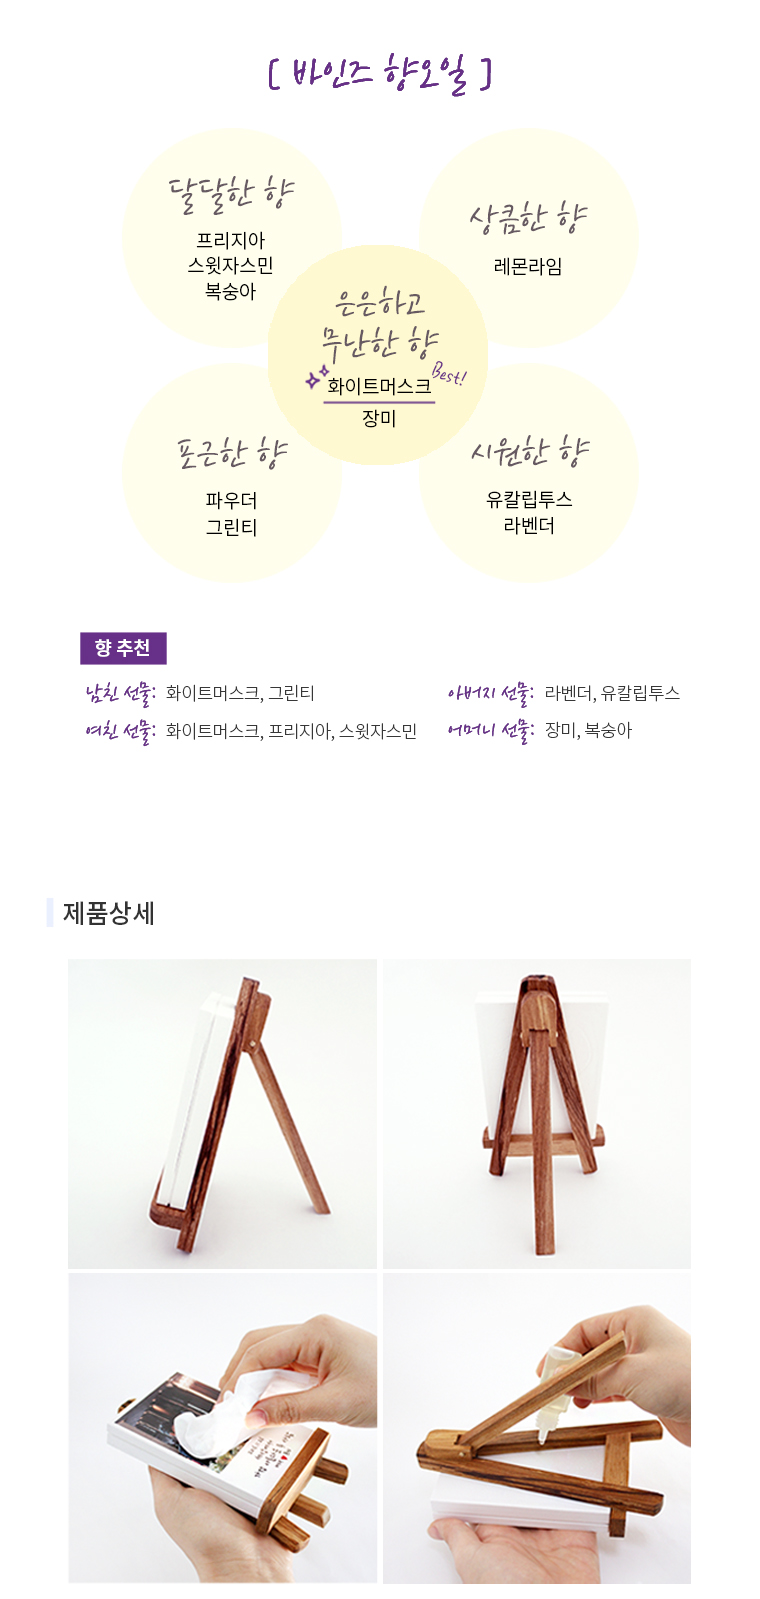 [ 바인즈 향오일 ]
달달한 향
프리지아
스윗자스민
복숭아
상큼한 향
레몬라임
은은하고
무난한 향
화이트머스크
Best!
장미
포근한 향
파우더
그린티
시원한 향
유칼립투스
라벤더
향 추천
남친 선물: 화이트머스크, 그린티
여친 선물: 화이트머스크, 프리지아, 스윗자스민
아버지 선물: 라벤더, 유칼립투스
어머니 선물: 장미, 복숭아
제품상세